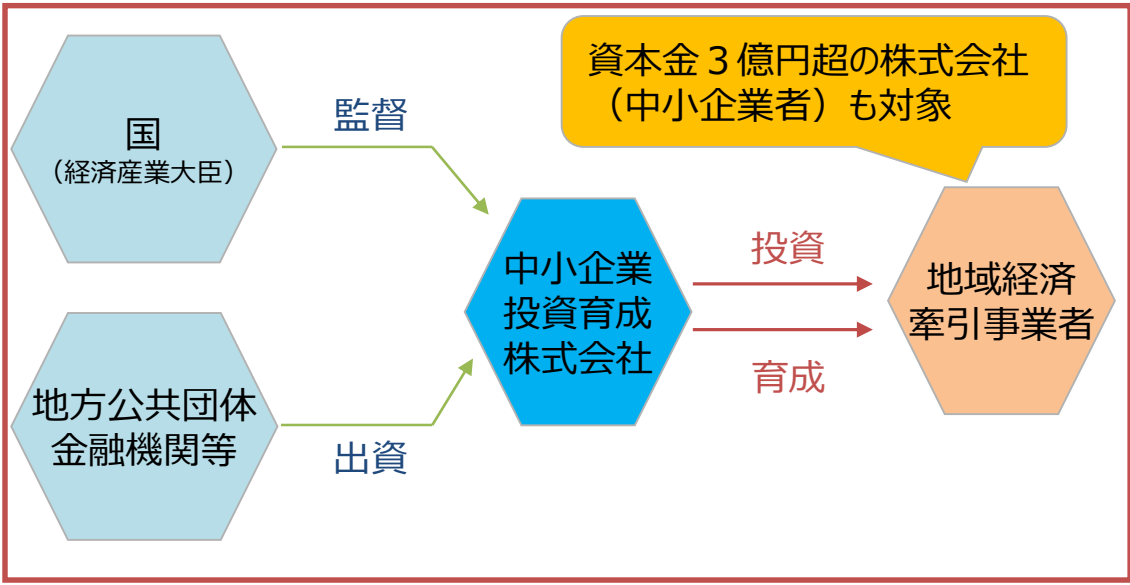 国
（経済産業大臣）
監督
資本金３億円超の株式会社
（中小企業者）も対象
中小企業
投資育成
株式会社
投資
育成
地域経済
牽引事業者
地方公共団体
金融機関等
出資